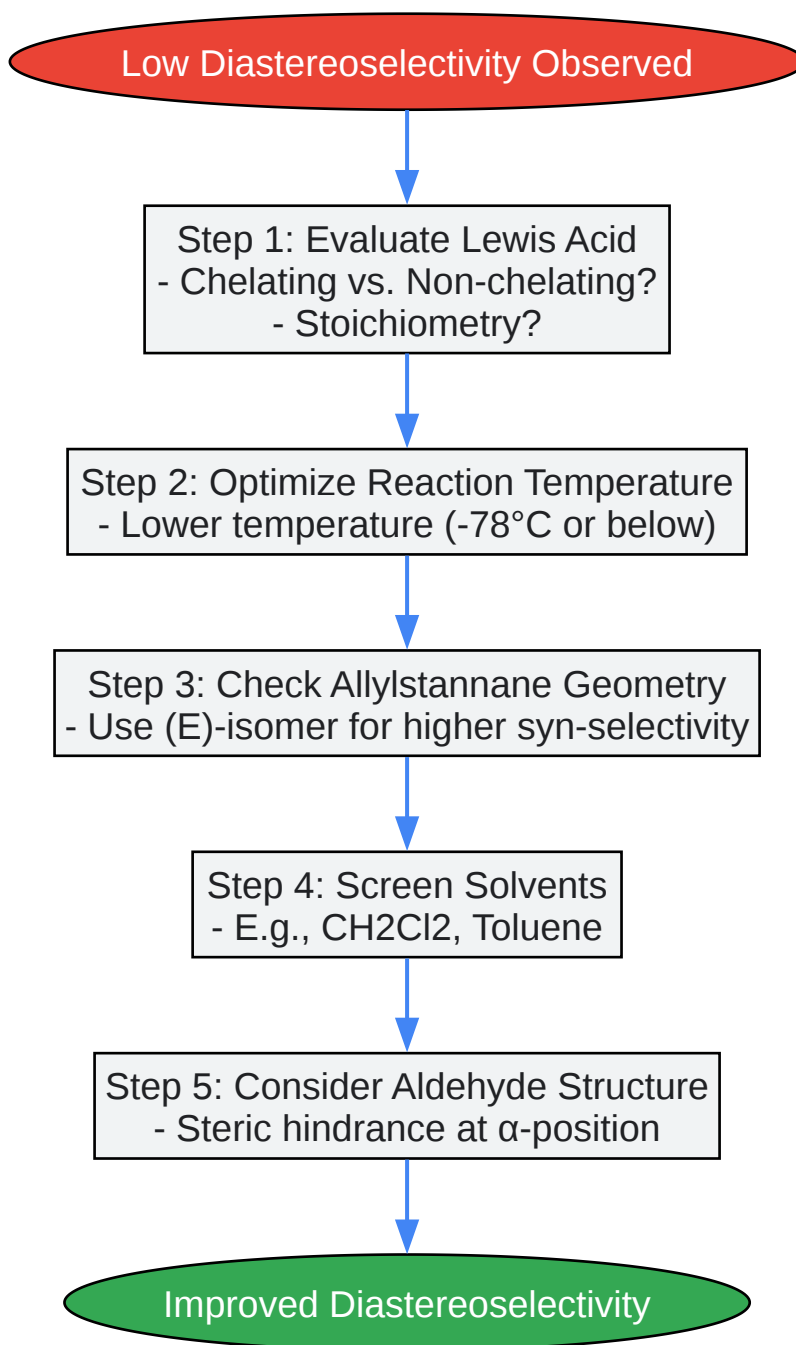 Low Diastereoselectivity Observed
Step 1: Evaluate Lewis Acid
- Chelating vs. Non-chelating?
- Stoichiometry?
Step 2: Optimize Reaction Temperature
- Lower temperature (-78°C or below)
Step 3: Check Allylstannane Geometry
- Use (E)-isomer for higher syn-selectivity
Step 4: Screen Solvents
- E.g., CH2Cl2, Toluene
Step 5: Consider Aldehyde Structure
- Steric hindrance at α-position
Improved Diastereoselectivity